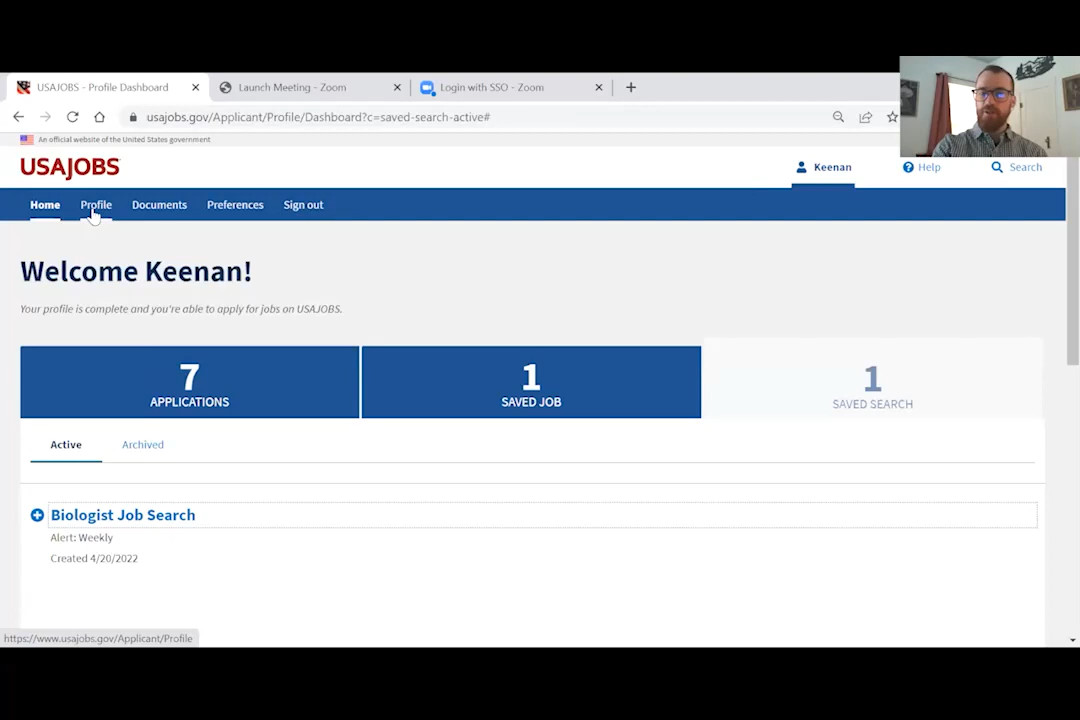 USAJOBS - Profile Dashboard
Launch Meeting - Zoom
Login with SSO - Zoom
usajobs.gov/Applicant/Profile/Dashboard?c=saved-search-active#
An official website of the United States government
USAJOBS
Keenan
Help
Search
Home
Profile
Documents
Preferences
Sign out
Welcome Keenan!
Your profile is complete and you're able to apply for jobs on USAJOBS.
7
APPLICATIONS
1
SAVED JOB
1
SAVED SEARCH
Active
Archived
Biologist Job Search
Alert: Weekly
Created 4/20/2022
https://www.usajobs.gov/Applicant/Profile